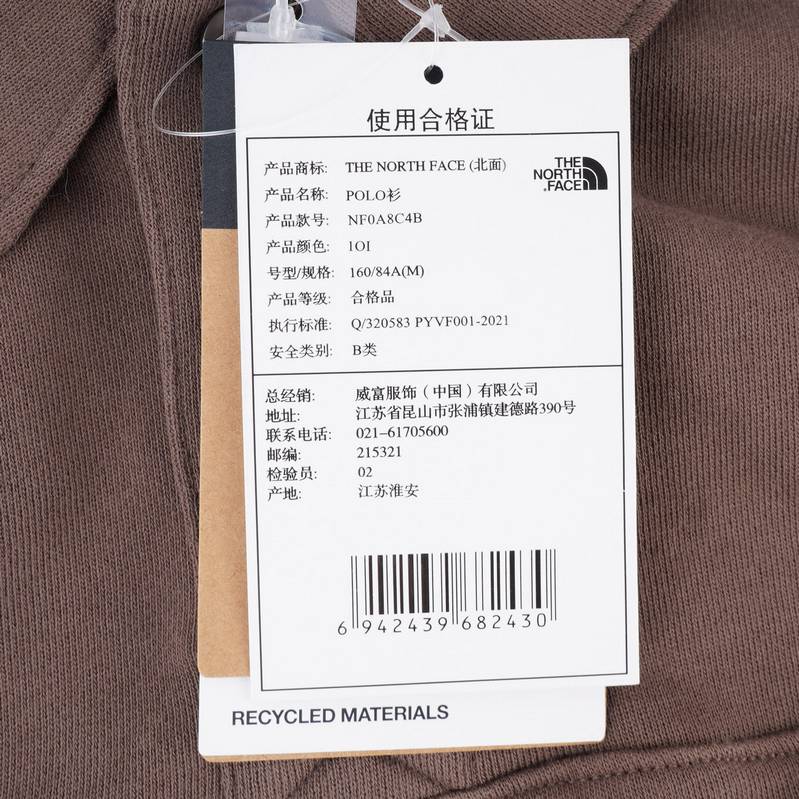 使用合格证
产品商标: THE NORTH FACE (北面)
产品名称: POLO衫
产品款号: NF0A8C4B
产品颜色: 1OI
号型/规格: 160/84A(M)
产品等级: 合格品
执行标准: Q/320583 PYVF001-2021
安全类别: B类
THE
NORTH
FACE
总经销: 威富服饰（中国）有限公司
地址: 江苏省昆山市张浦镇建德路390号
联系电话: 021-61705600
邮编: 215321
检验员: 02
产地: 江苏淮安
6 942439 682430
RECYCLED MATERIALS